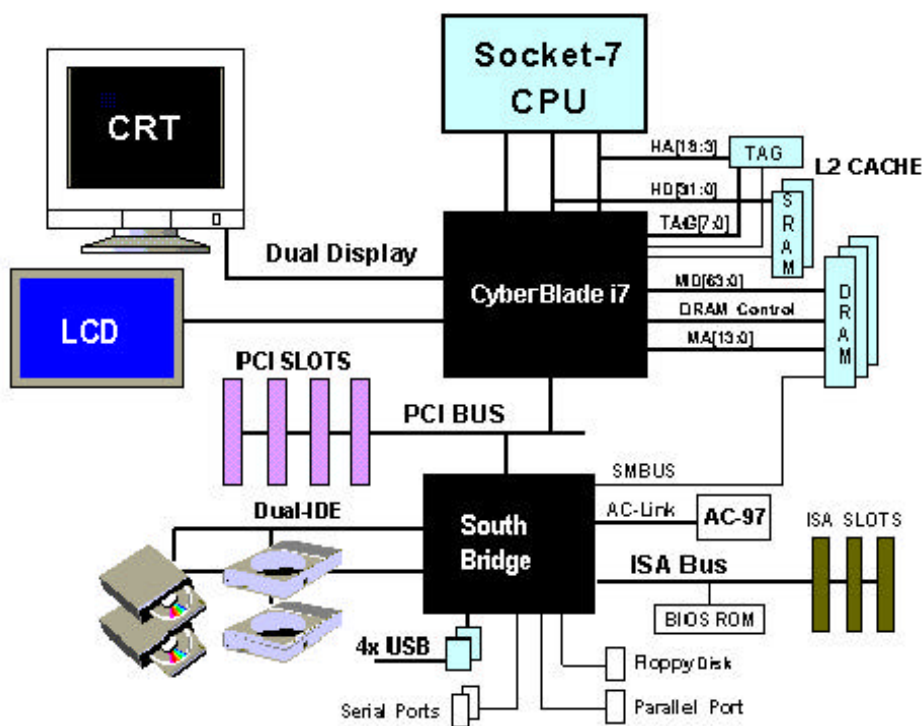 Socket-7
CPU
CRT
HA[18:3]
TAG
L2 CACHE
HD[31:0]
SRAM
TAG[7:0]
Dual Display
CyberBlade i7
MD[63:0]
DRAM
DRAM Control
LCD
MA[13:0]
PCI SLOTS
PCI BUS
SMBUS
Dual-IDE
South
Bridge
AC-Link
AC-97
ISA SLOTS
ISA Bus
BIOS ROM
4x USB
Floppy Disk
Serial Ports
Parallel Port